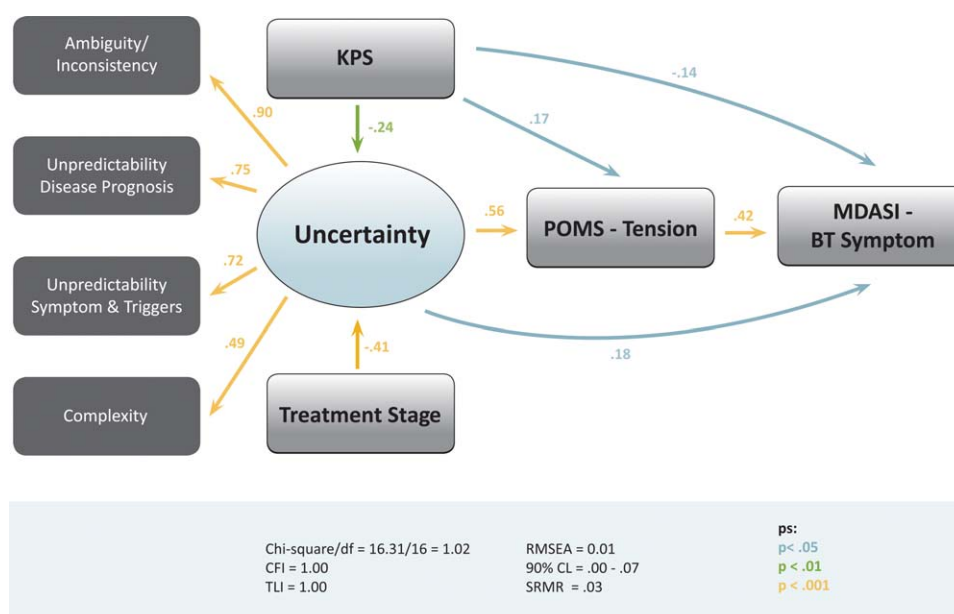 Ambiguity/
Inconsistency
KPS
-.14
.90
-.24
.17
Unpredictability
Disease Prognosis
.75
Uncertainty
.56
POMS - Tension
.42
MDASI -
BT Symptom
Unpredictability
Symptom & Triggers
.72
.49
-.41
.18
Complexity
Treatment Stage
Chi-square/df = 16.31/16 = 1.02
CFI = 1.00
TLI = 1.00
RMSEA = 0.01
90% CL = .00 - .07
SRMR = .03
ps:
p< .05
p < .01
p < .001